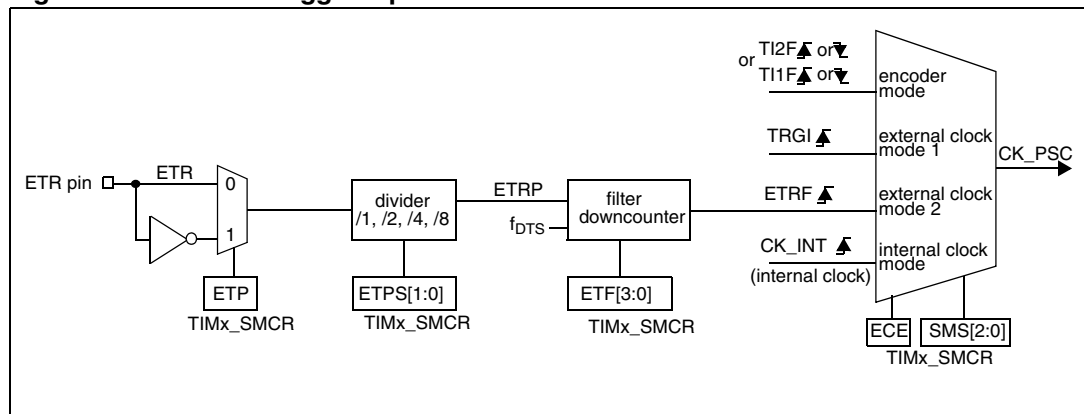 TI2F or
or TI1F or
encoder
mode
TRGI
external clock
mode 1
CK_PSC
ETR pin
ETR
0
1
divider
/1, /2, /4, /8
ETRP
fDTS
filter
downcounter
ETRF
external clock
mode 2
CK_INT
(internal clock)
internal clock
mode
ETP
TIMx_SMCR
ETPS[1:0]
TIMx_SMCR
ETF[3:0]
TIMx_SMCR
ECE
SMS[2:0]
TIMx_SMCR